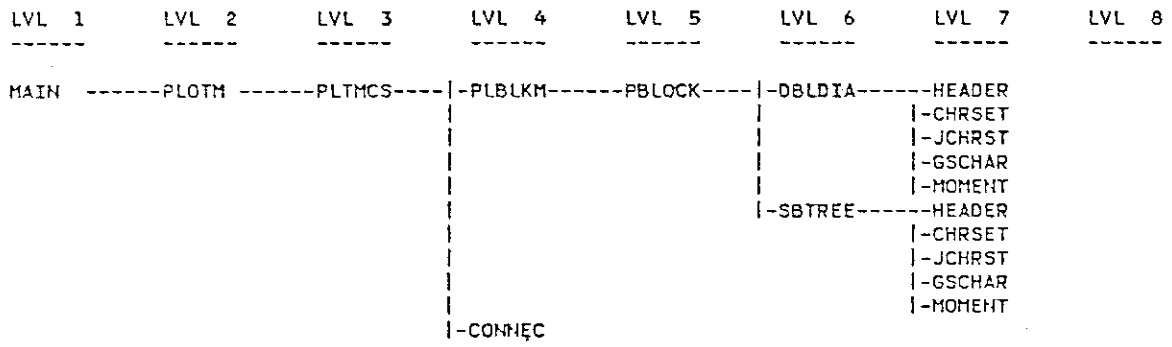 LVL 1 LVL 2 LVL 3 LVL 4 LVL 5 LVL 6 LVL 7 LVL 8
------ ------ ------ ------ ------ ------ ------ ------
MAIN ------PLOTM ------PLTMCS----|-PLBLKM------PBLOCK----|-DBLDIA------HEADER
| | |-CHRSET
| | |-JCHRST
| | |-GSCHAR
| | |-MOMENT
| |-SBTREE------HEADER
| |-CHRSET
| |-JCHRST
| |-GSCHAR
| |-MOMENT
|-CONNEC